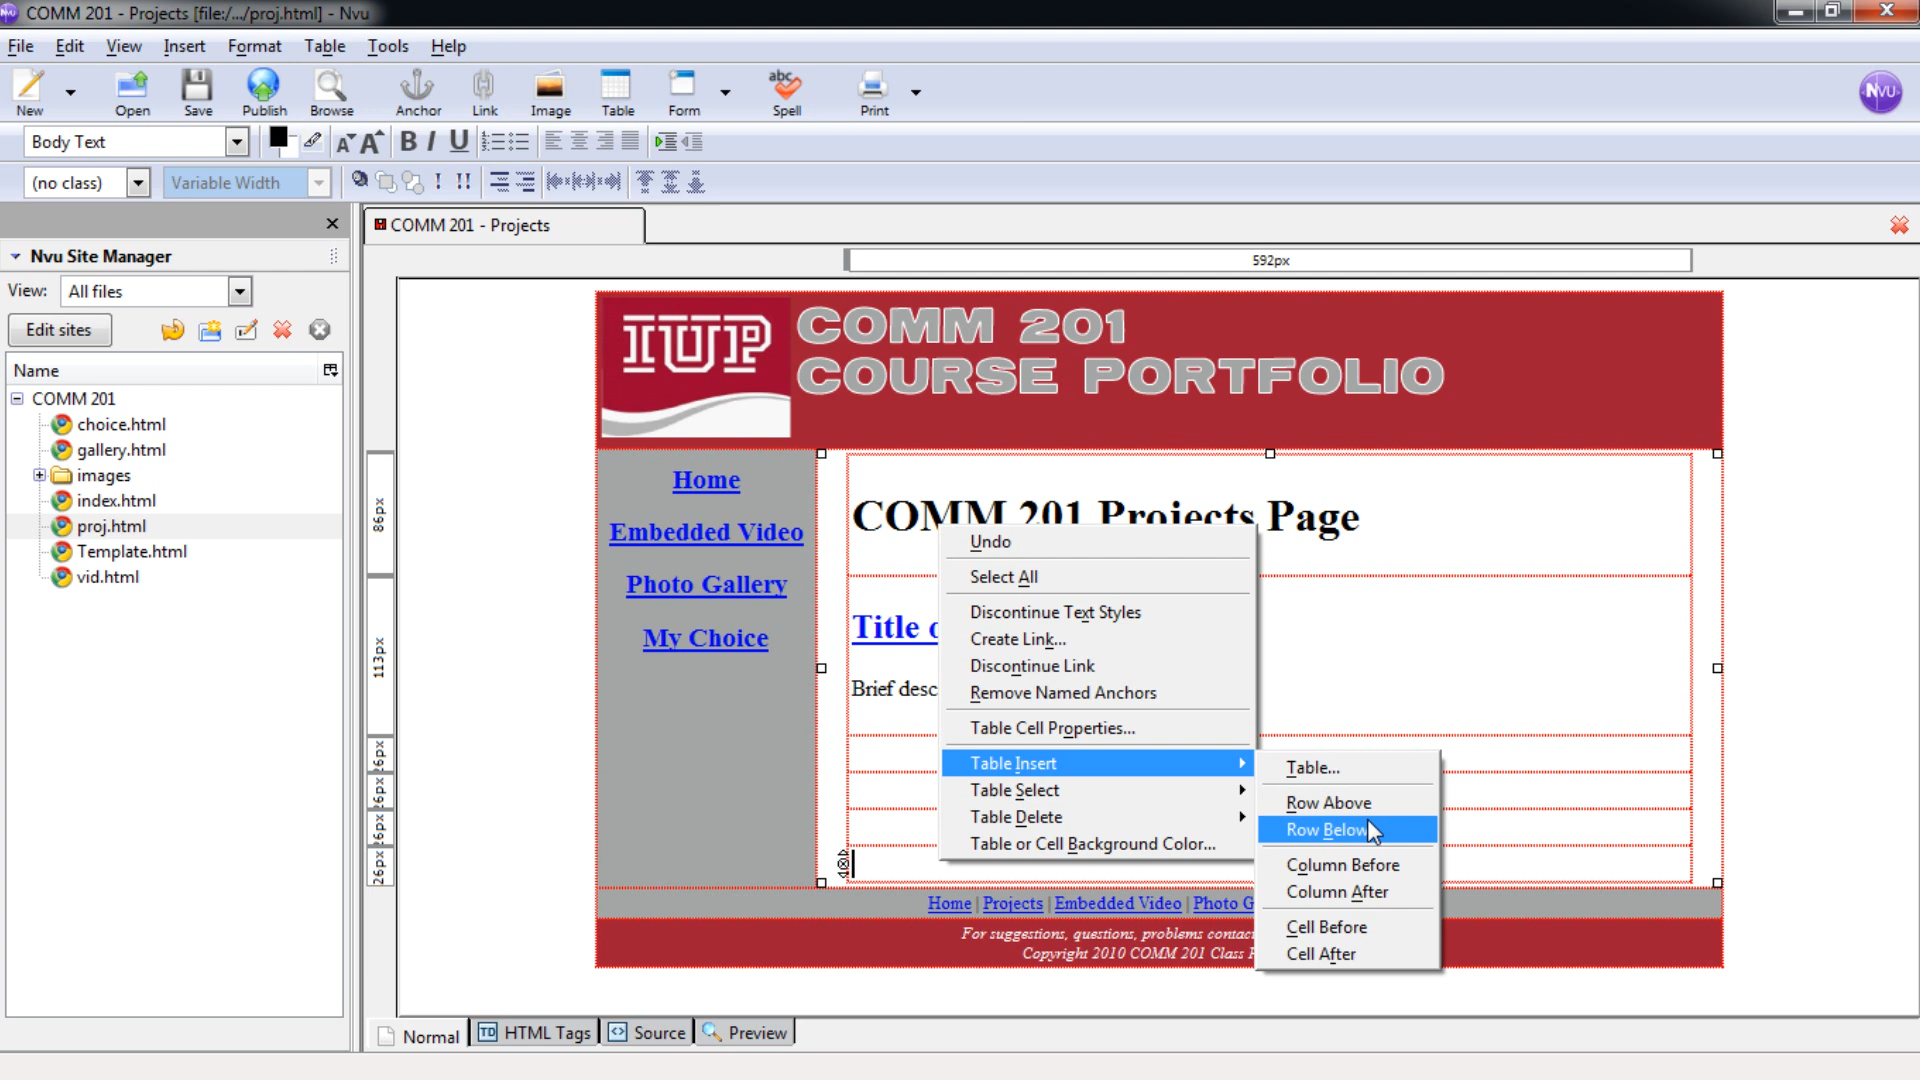 COMM 201 - Projects [file:/.../proj.html] - Nvu
File Edit View Insert Format Table Tools Help
New Open Save Publish Browse Anchor Link Image Table Form Spell Print
abc
NVU
Body Text
B I U
(no class) Variable Width
COMM 201 - Projects
Nvu Site Manager
592px
View: All files
Edit sites
Name
COMM 201
choice.html
gallery.html
images
index.html
proj.html
Template.html
vid.html
IUP
COMM 201
COURSE PORTFOLIO
86px
113px
26px
26px
26px
26px
Home
Embedded Video
Photo Gallery
My Choice
COMM 201 Projects Page
Title
Brief desc
Undo
Select All
Discontinue Text Styles
Create Link...
Discontinue Link
Remove Named Anchors
Table Cell Properties...
Table Insert
Table Select
Table Delete
Table or Cell Background Color...
Table...
Row Above
Row Below
Column Before
Column After
Cell Before
Cell After
Home | Projects | Embedded Video | Photo G
For suggestions, questions, problems contac
Copyright 2010 COMM 201 Class
Normal HTML Tags Source Preview